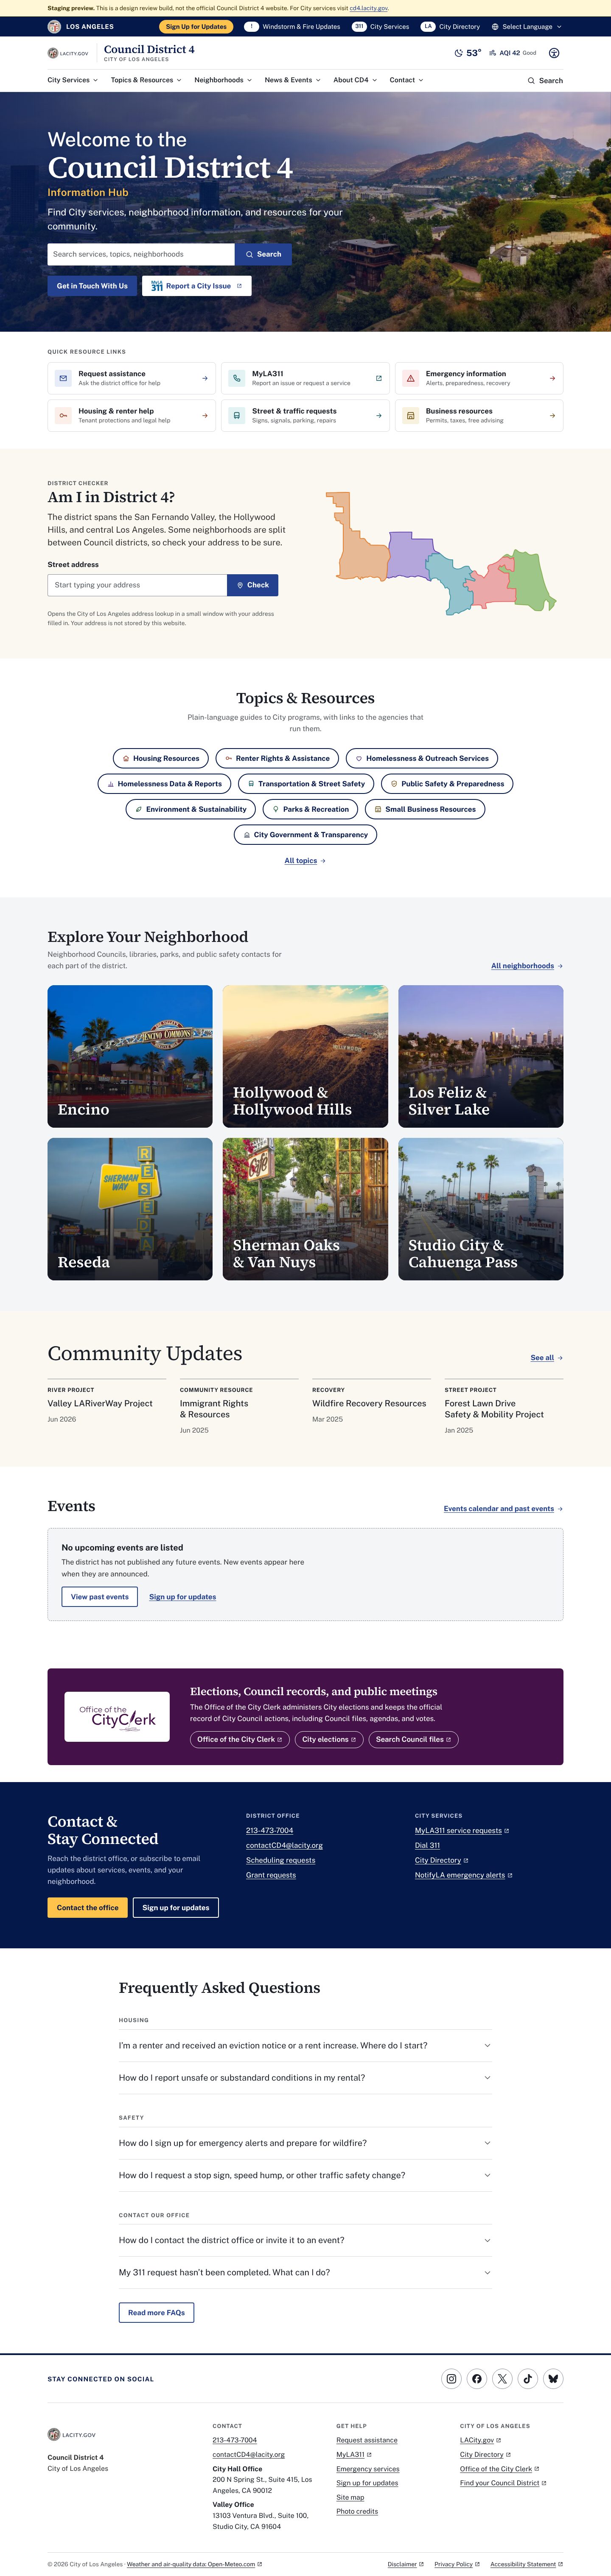 Staging preview. This is a design review build, not the official Council District 4 website. For City services visit cd4.lacity.gov.
LOS ANGELES
Sign Up for Updates
! Windstorm & Fire Updates
311 City Services
LA City Directory
Select Language
LACITY.GOV
Council District 4
CITY OF LOS ANGELES
53°
AQI 42 Good
City Services
Topics & Resources
Neighborhoods
News & Events
About CD4
Contact
Search
Welcome to the
Council District 4
Information Hub
Find City services, neighborhood information, and resources for your
community.
Search services, topics, neighborhoods
Search
Get in Touch With Us
311 Report a City Issue
QUICK RESOURCE LINKS
Request assistance
Ask the district office for help
MyLA311
Report an issue or request a service
Emergency information
Alerts, preparedness, recovery
Housing & renter help
Tenant protections and legal help
Street & traffic requests
Signs, signals, parking, repairs
Business resources
Permits, taxes, free advising
DISTRICT CHECKER
Am I in District 4?
The district spans the San Fernando Valley, the Hollywood
Hills, and central Los Angeles. Some neighborhoods are split
between Council districts, so check your address to be sure.
Street address
Start typing your address
Check
Opens the City of Los Angeles address lookup in a small window with your address
filled in. Your address is not stored by this website.
Topics & Resources
Plain-language guides to City programs, with links to the agencies that
run them.
Housing Resources
Renter Rights & Assistance
Homelessness & Outreach Services
Homelessness Data & Reports
Transportation & Street Safety
Public Safety & Preparedness
Environment & Sustainability
Parks & Recreation
Small Business Resources
City Government & Transparency
All topics
Explore Your Neighborhood
Neighborhood Councils, libraries, parks, and public safety contacts for
each part of the district.
All neighborhoods
ENCINO COMMONS
Encino
Hollywood &
Hollywood Hills
Los Feliz &
Silver Lake
SHERMAN WAY
RESEDA
Reseda
Sherman Oaks
& Van Nuys
Studio City &
Cahuenga Pass
Community Updates
See all
RIVER PROJECT
Valley LARiverWay Project
Jun 2026
COMMUNITY RESOURCE
Immigrant Rights
& Resources
Jun 2025
RECOVERY
Wildfire Recovery Resources
Mar 2025
STREET PROJECT
Forest Lawn Drive
Safety & Mobility Project
Jan 2025
Events
Events calendar and past events
No upcoming events are listed
The district has not published any future events. New events appear here
when they are announced.
View past events
Sign up for updates
Office of the
City Clerk
Elections, Council records, and public meetings
The Office of the City Clerk administers City elections and keeps the official
record of City Council actions, including Council files, agendas, and votes.
Office of the City Clerk
City elections
Search Council files
Contact &
Stay Connected
Reach the district office, or subscribe to email
updates about services, events, and your
neighborhood.
Contact the office
Sign up for updates
DISTRICT OFFICE
213-473-7004
contactCD4@lacity.org
Scheduling requests
Grant requests
CITY SERVICES
MyLA311 service requests
Dial 311
City Directory
NotifyLA emergency alerts
Frequently Asked Questions
HOUSING
I'm a renter and received an eviction notice or a rent increase. Where do I start?
How do I report unsafe or substandard conditions in my rental?
SAFETY
How do I sign up for emergency alerts and prepare for wildfire?
How do I request a stop sign, speed hump, or other traffic safety change?
CONTACT OUR OFFICE
How do I contact the district office or invite it to an event?
My 311 request hasn't been completed. What can I do?
Read more FAQs
STAY CONNECTED ON SOCIAL
LACITY.GOV
Council District 4
City of Los Angeles
CONTACT
213-473-7004
contactCD4@lacity.org
City Hall Office
200 N Spring St., Suite 415, Los
Angeles, CA 90012
Valley Office
13103 Ventura Blvd., Suite 100,
Studio City, CA 91604
GET HELP
Request assistance
MyLA311
Emergency services
Sign up for updates
Site map
Photo credits
CITY OF LOS ANGELES
LACity.gov
City Directory
Office of the City Clerk
Find your Council District
© 2026 City of Los Angeles · Weather and air-quality data: Open-Meteo.com
Disclaimer
Privacy Policy
Accessibility Statement